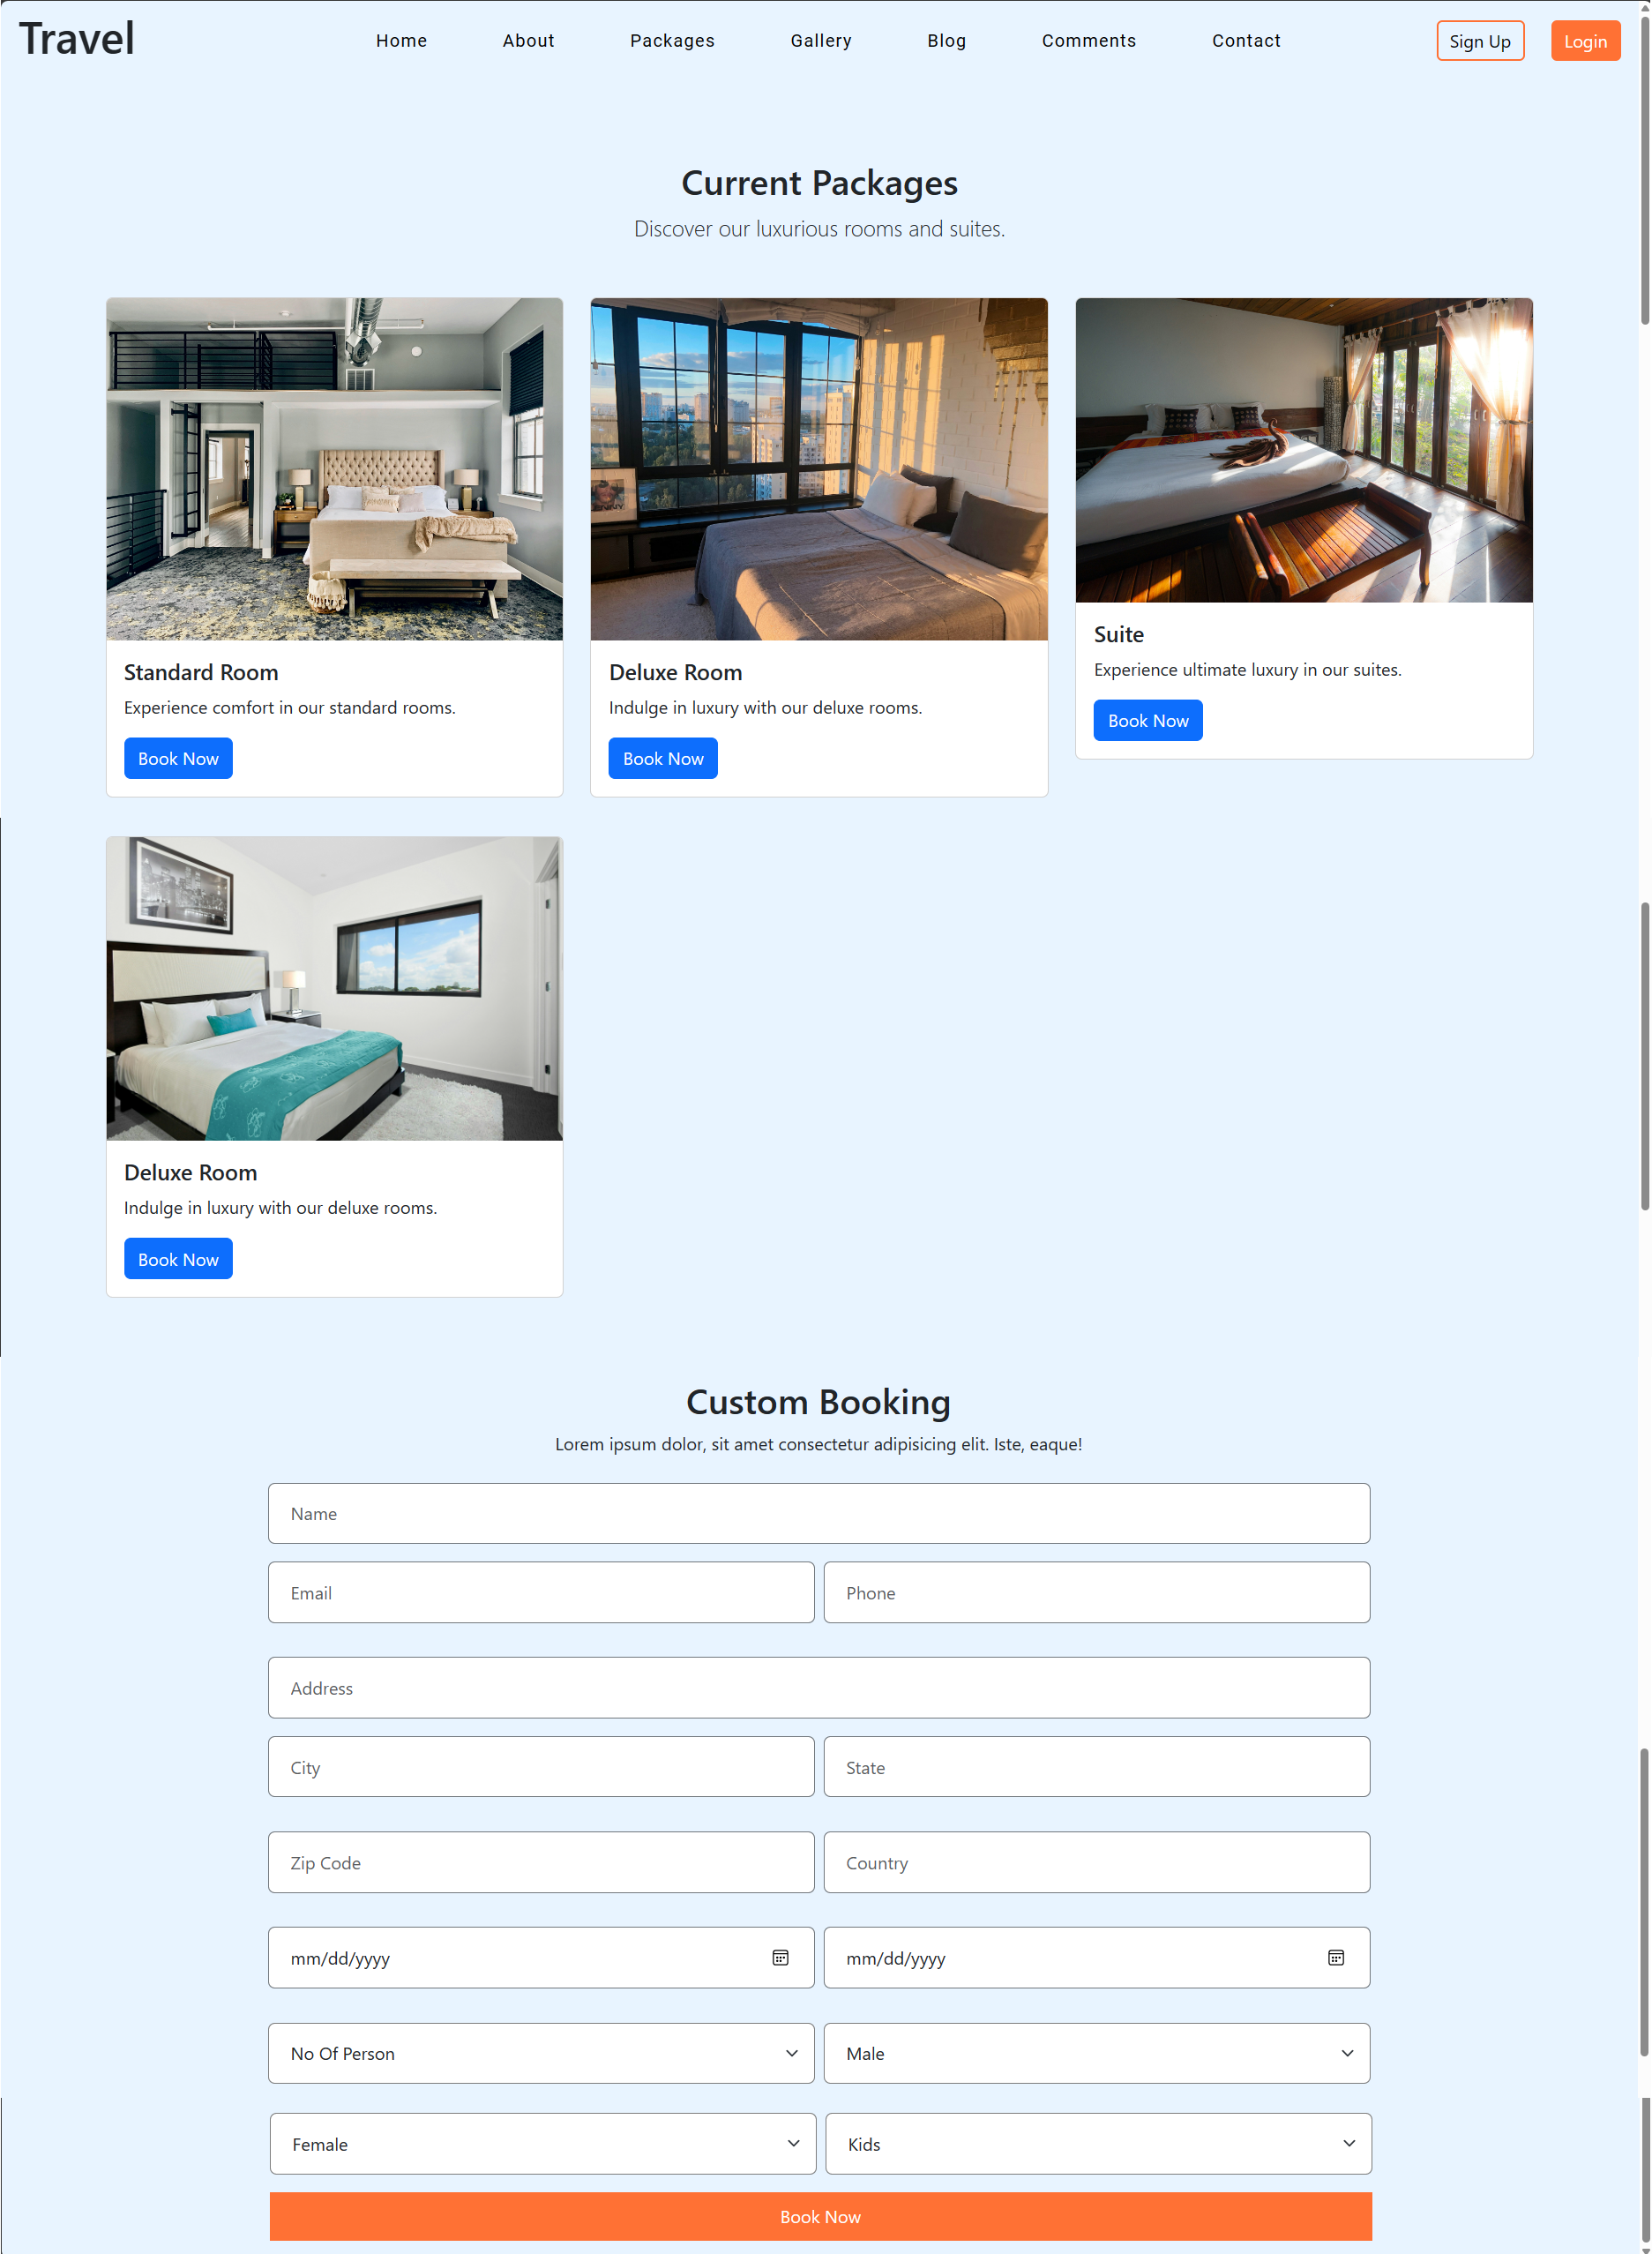 Travel
Home About Packages Gallery Blog Comments Contact Sign Up Login
Current Packages
Discover our luxurious rooms and suites.
Standard Room
Experience comfort in our standard rooms.
Book Now
Deluxe Room
Indulge in luxury with our deluxe rooms.
Book Now
Suite
Experience ultimate luxury in our suites.
Book Now
Deluxe Room
Indulge in luxury with our deluxe rooms.
Book Now
Custom Booking
Lorem ipsum dolor, sit amet consectetur adipisicing elit. Iste, eaque!
Name
Email Phone
Address
City State
Zip Code Country
mm/dd/yyyy mm/dd/yyyy
No Of Person Male
Female Kids
Book Now